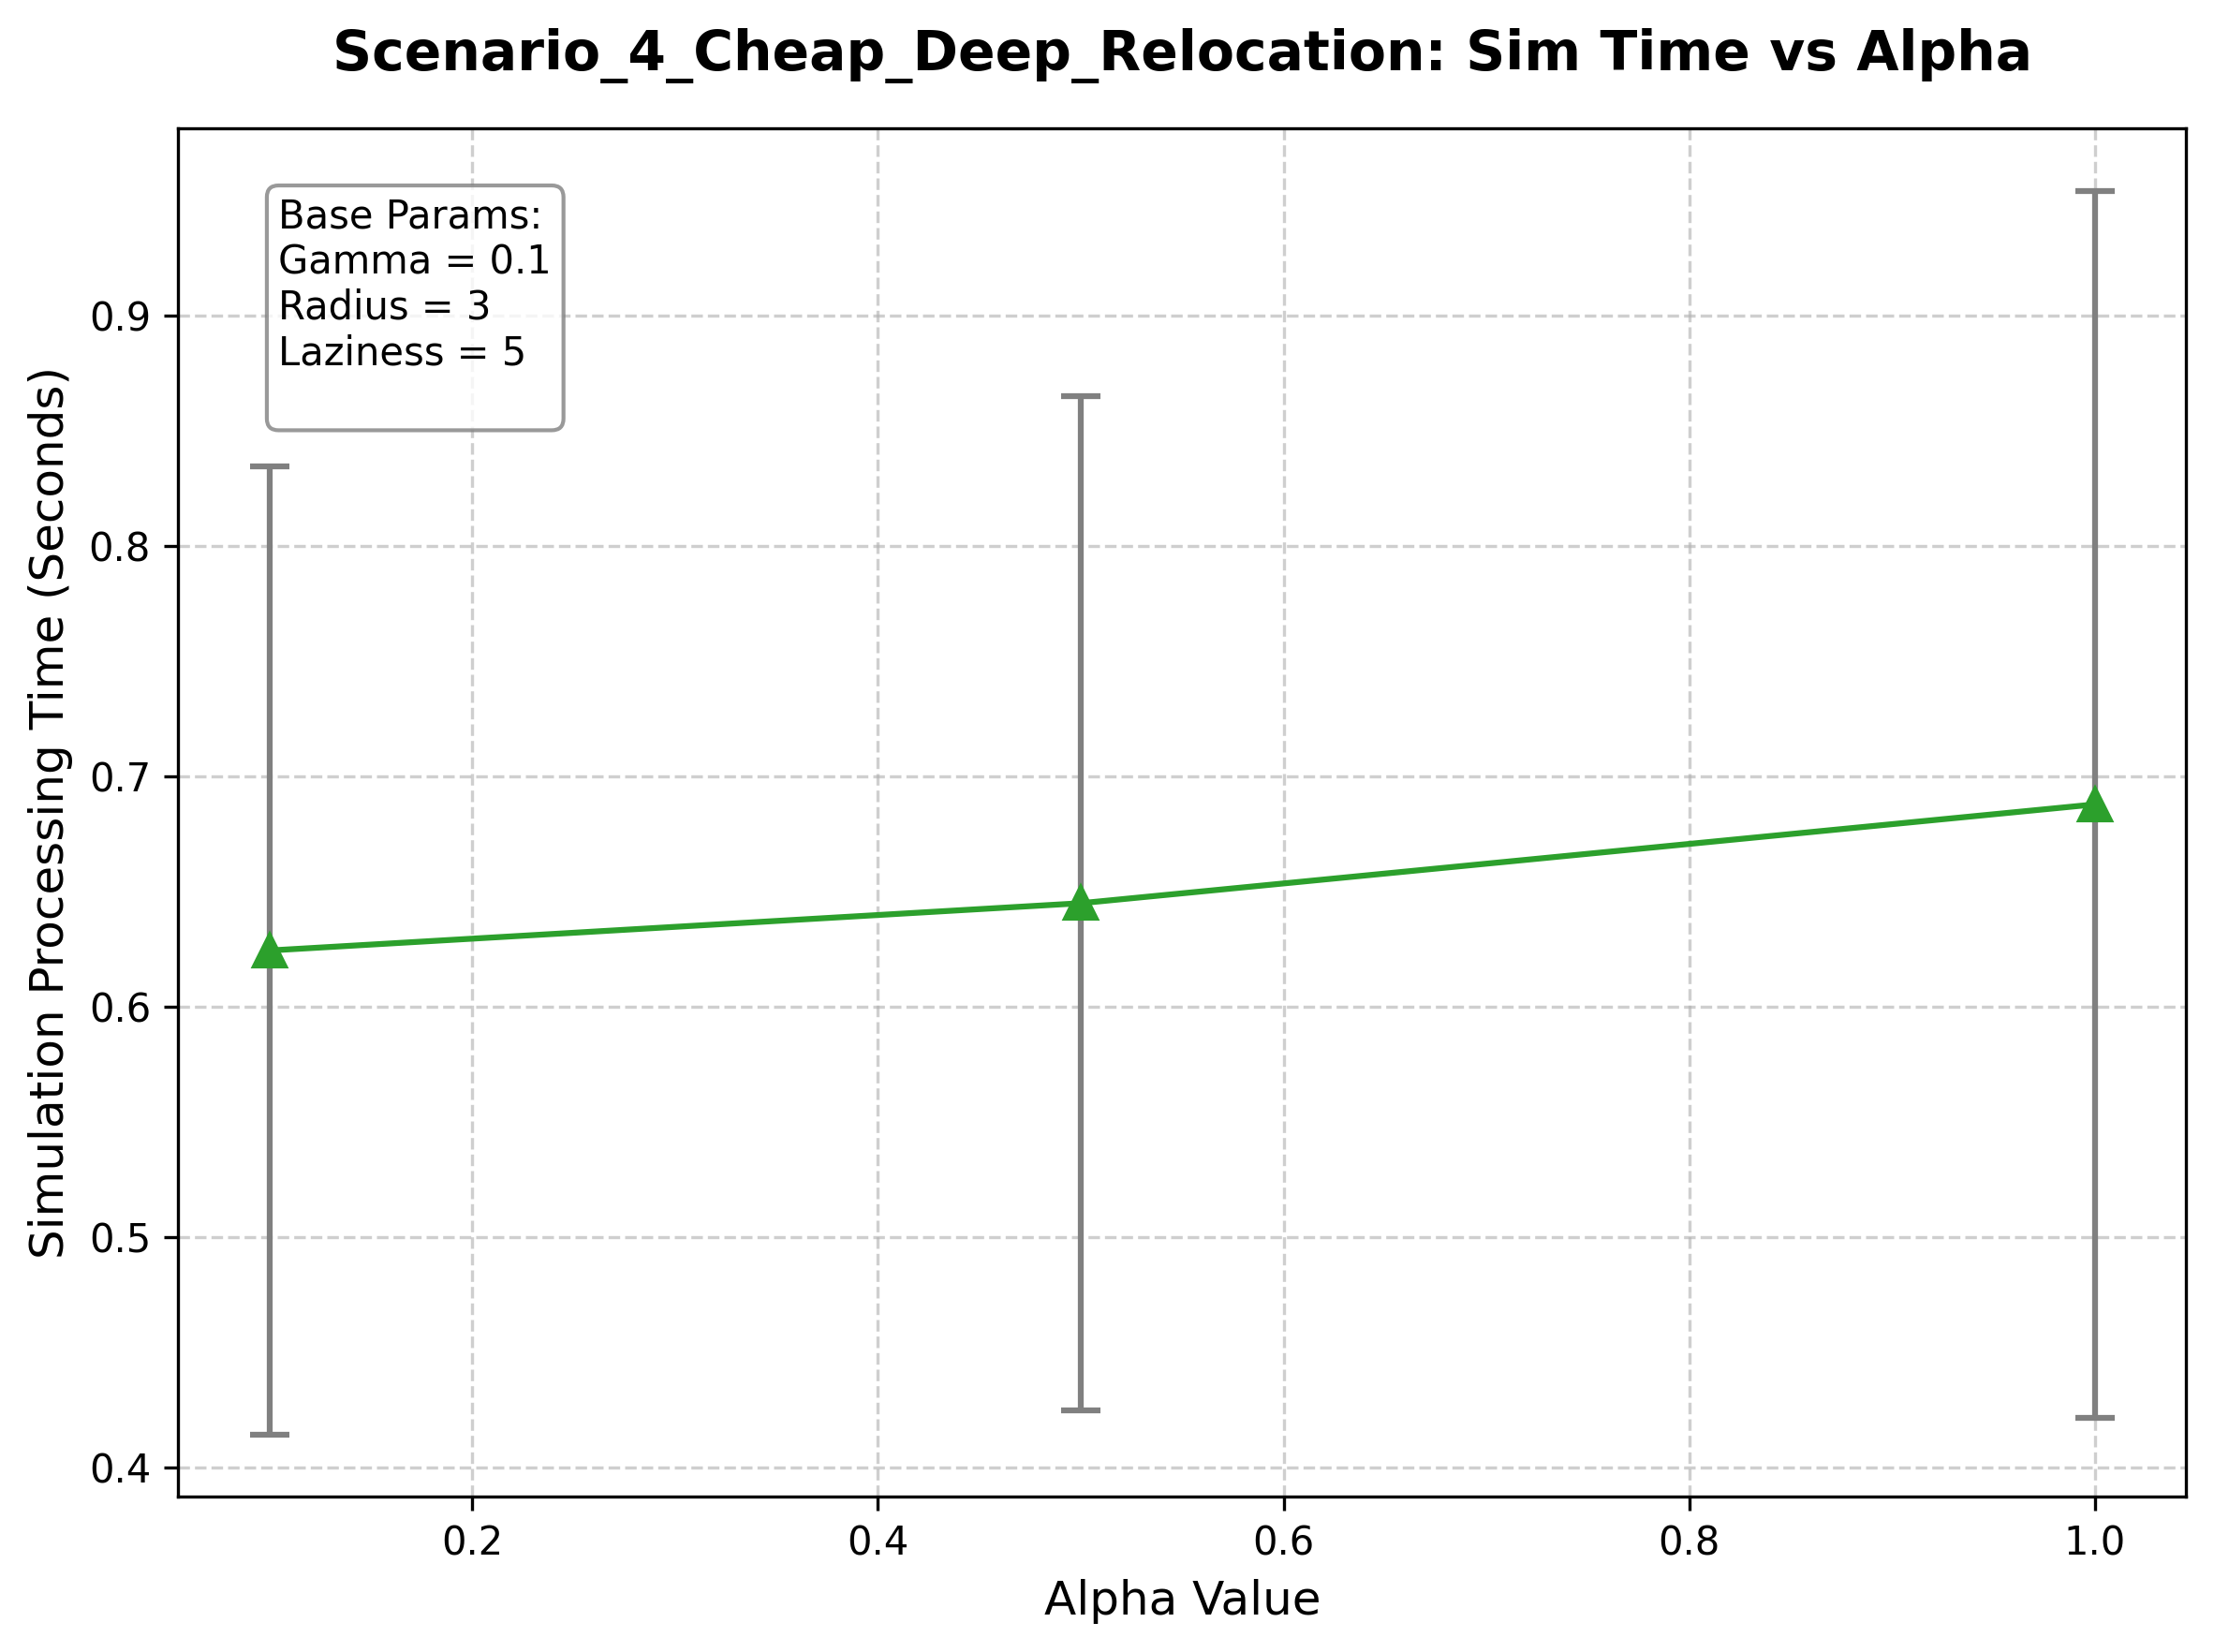 Scenario_4_Cheap_Deep_Relocation: Sim Time vs Alpha
Base Params:
Gamma = 0.1
Radius = 3
Laziness = 5
Simulation Processing Time (Seconds)
0.9
0.8
0.7
0.6
0.5
0.4
0.2 0.4 0.6 0.8 1.0
Alpha Value